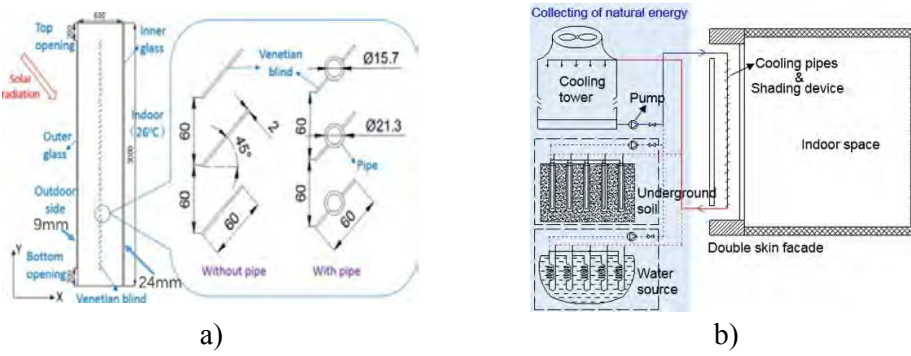 600
200
Top
opening
Inner
glass
Solar
radiation
Outer
glass
Indoor
(26℃)
3000
Outdoor
side
9mm
Y
Bottom
opening
200
X
24mm
Venetian blind
Venetian
blind
Ø15.7
60
2
60
45°
Ø21.3
60
Pipe
60
60
60
Without pipe
With pipe
a)
Collecting of natural energy
Cooling
tower
Pump
Cooling pipes
&
Shading device
Indoor space
Underground
soil
Water
source
Double skin facade
b)